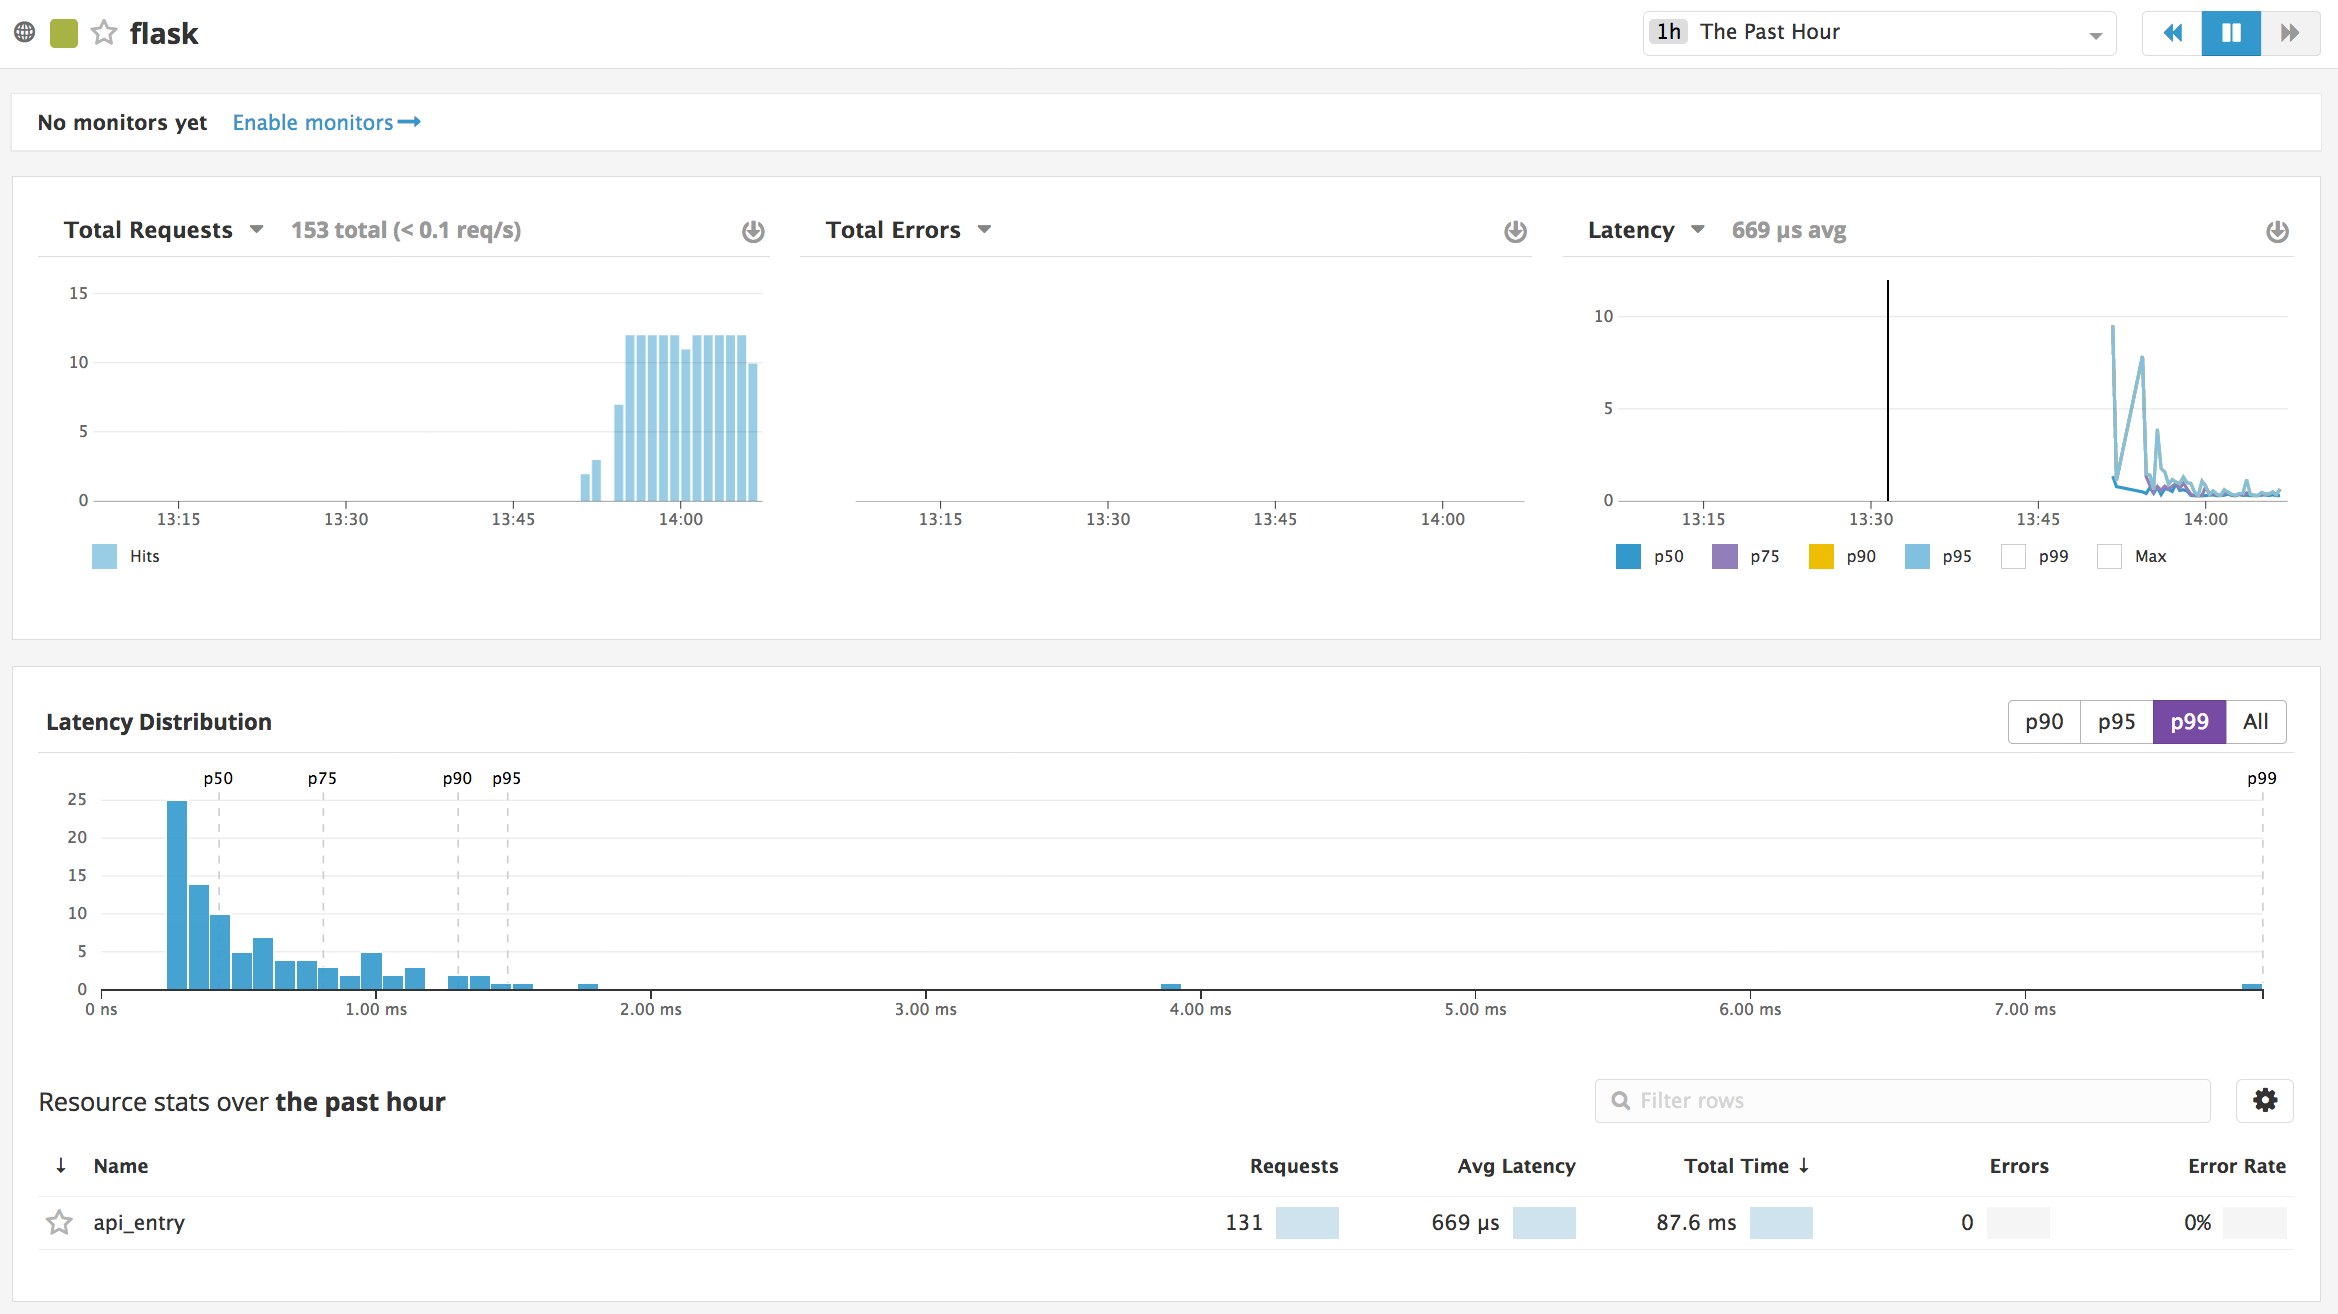 flask
1h The Past Hour
No monitors yet Enable monitors
Total Requests 153 total (< 0.1 req/s)
15
10
5
0
13:15 13:30 13:45 14:00
Hits
Total Errors
13:15 13:30 13:45 14:00
Latency 669 μs avg
10
5
0
13:15 13:30 13:45 14:00
p50 p75 p90 p95 p99 Max
Latency Distribution
p90 p95 p99 All
p50 p75 p90 p95 p99
25
20
15
10
5
0
0 ns 1.00 ms 2.00 ms 3.00 ms 4.00 ms 5.00 ms 6.00 ms 7.00 ms
Resource stats over the past hour
Filter rows
↓ Name Requests Avg Latency Total Time ↓ Errors Error Rate
api_entry 131 669 μs 87.6 ms 0 0%